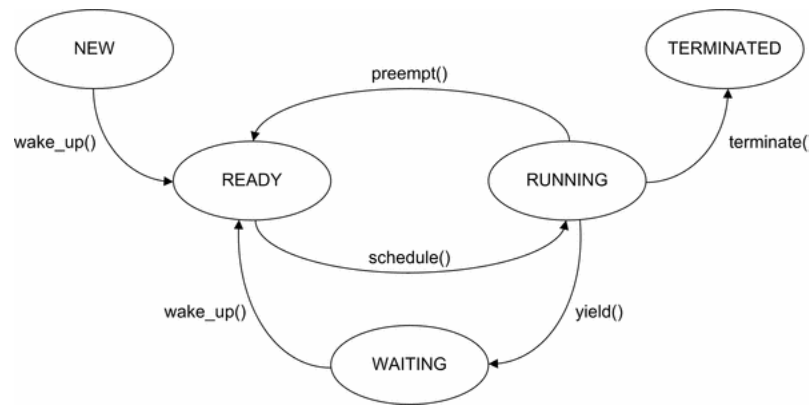 NEW
TERMINATED
preempt()
wake_up()
terminate()
READY
RUNNING
schedule()
wake_up()
yield()
WAITING